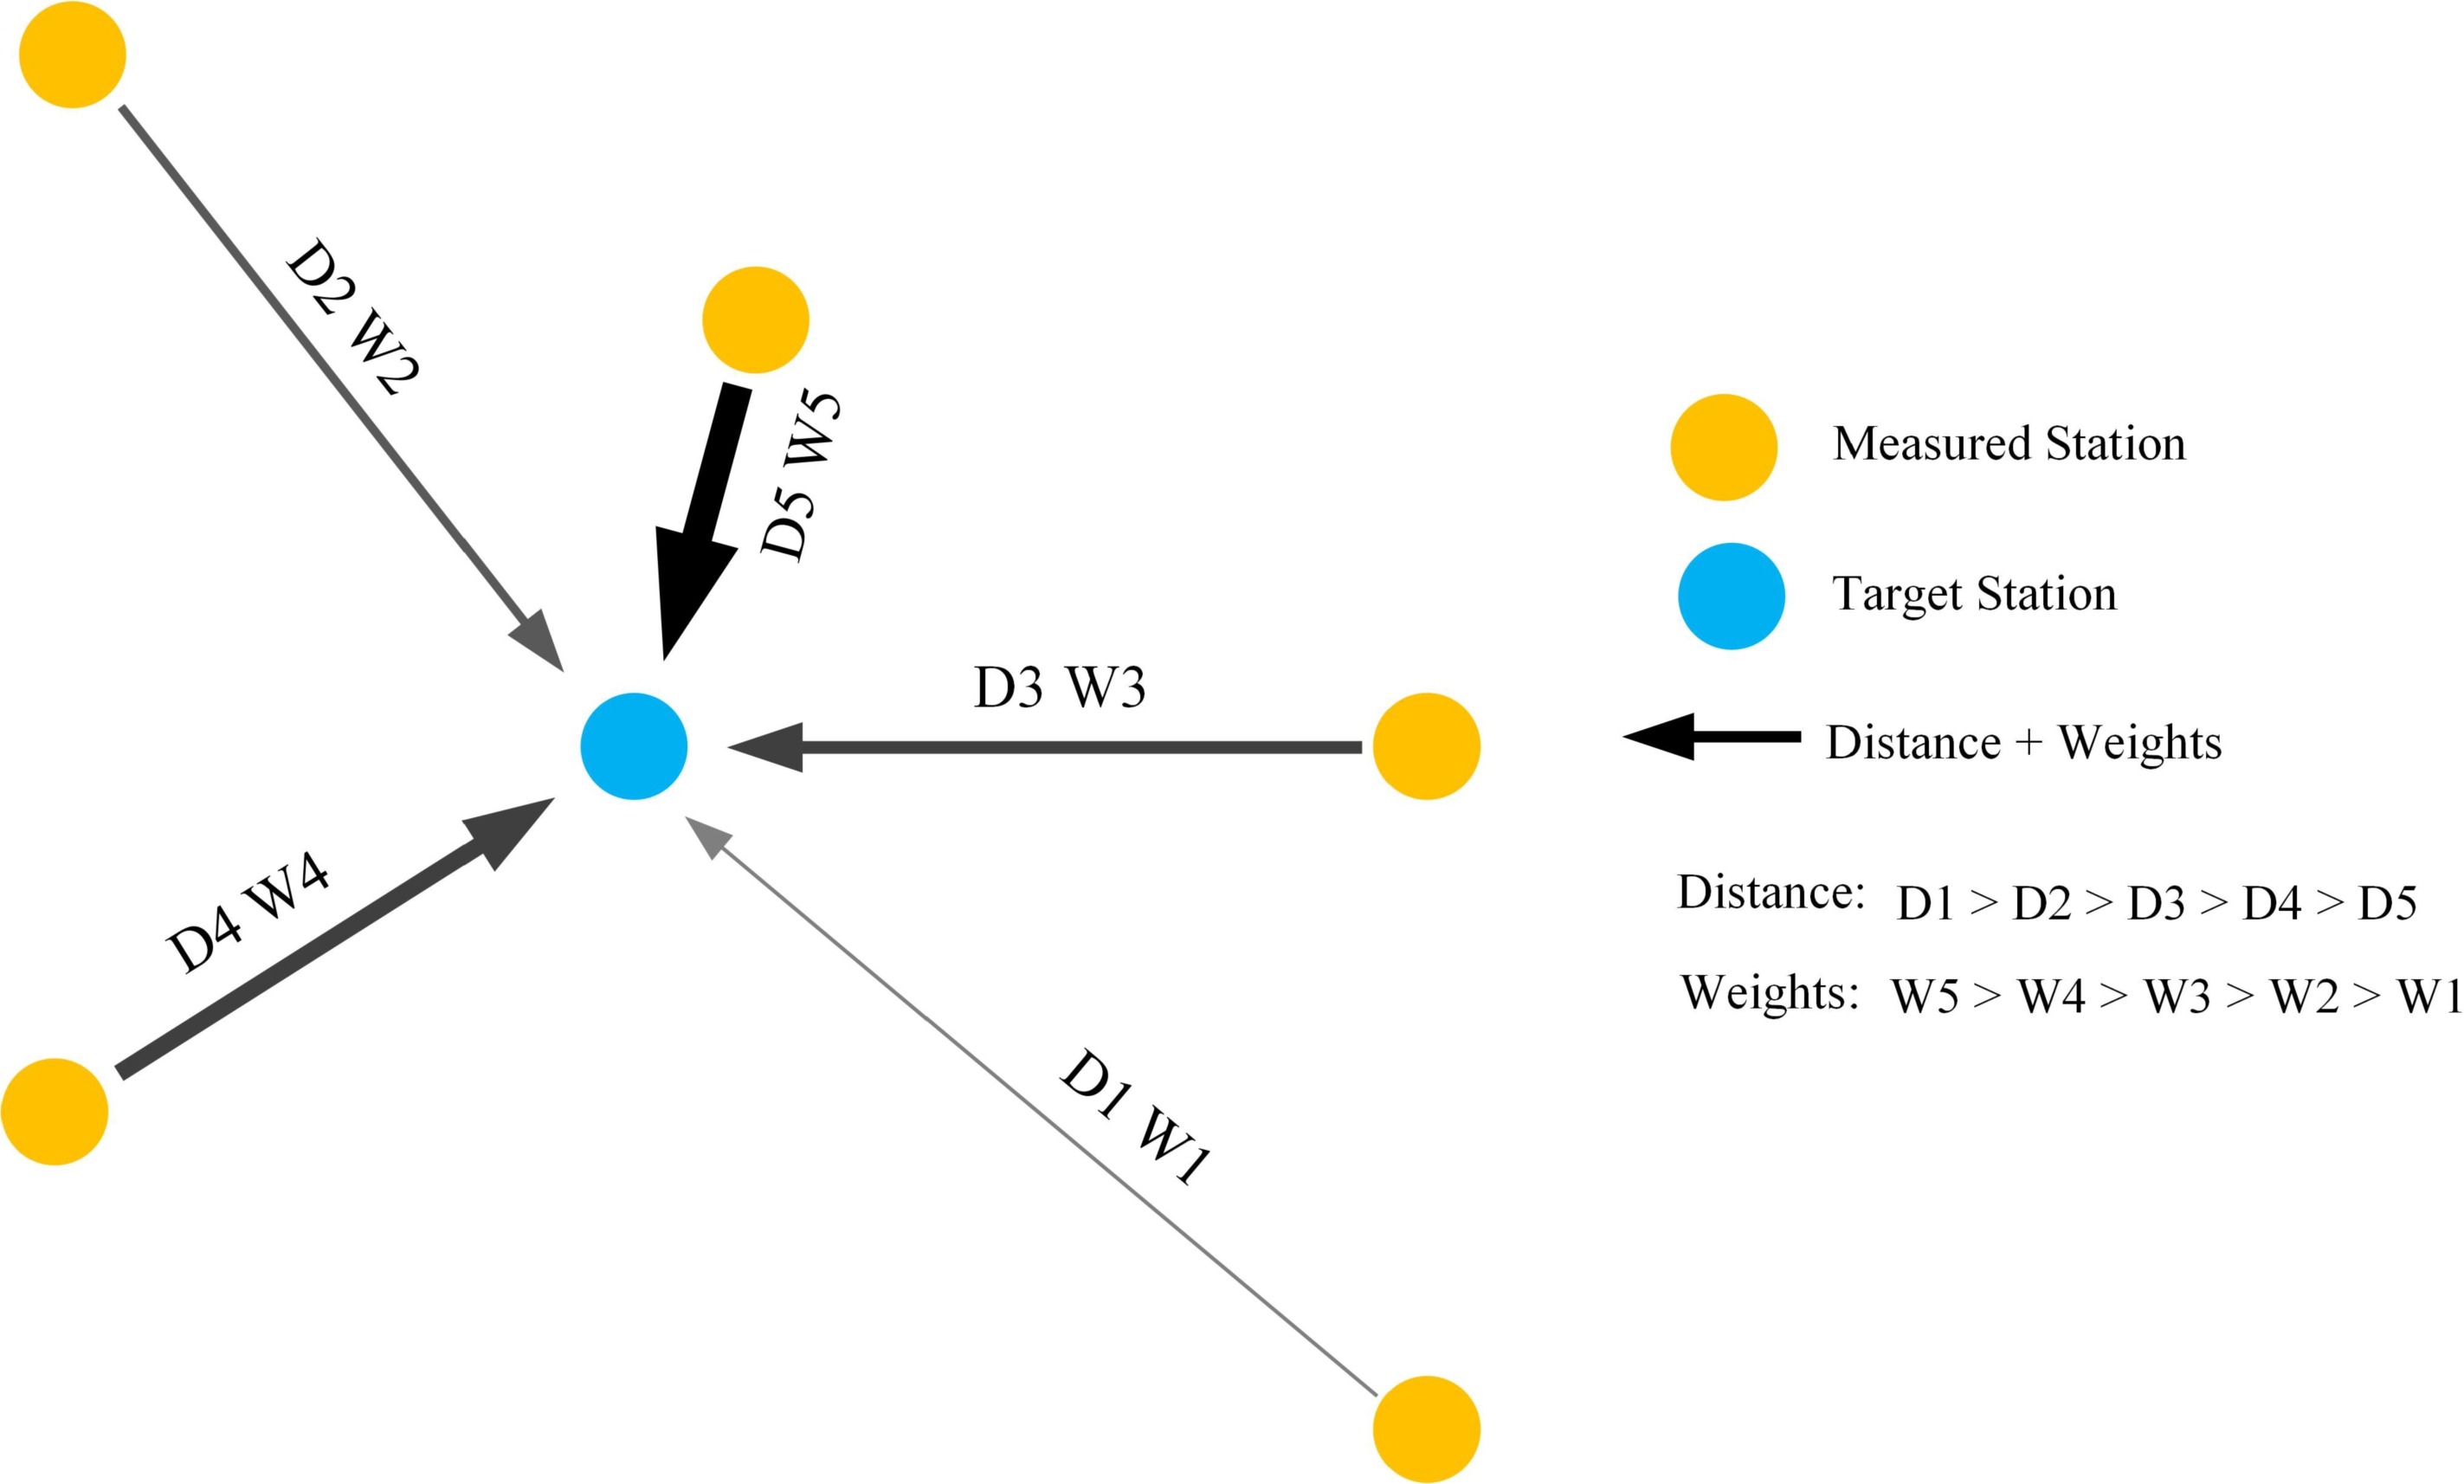 D2 W2
D5 W5
D3 W3
D4 W4
D1 W1
Measured Station
Target Station
Distance + Weights
Distance: D1 > D2 > D3 > D4 > D5
Weights: W5 > W4 > W3 > W2 > W1